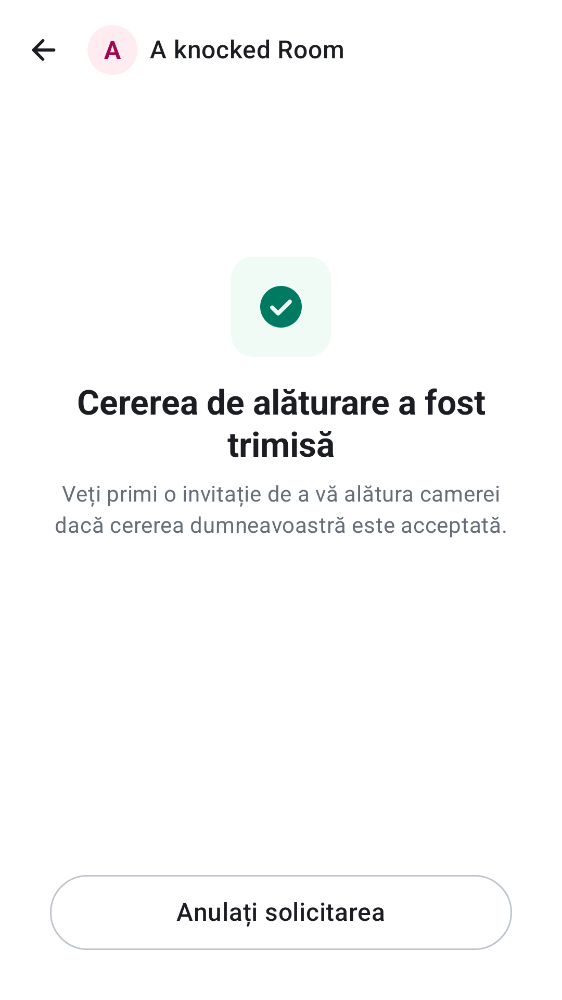 A
A knocked Room
Cererea de alăturare a fost
trimisă
Veți primi o invitație de a vă alătura camerei
dacă cererea dumneavoastră este acceptată.
Anulați solicitarea